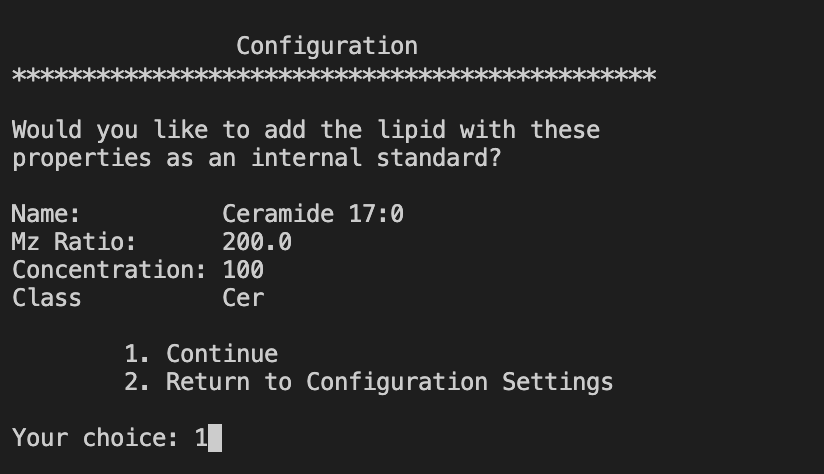 Configuration
**********************************************
Would you like to add the lipid with these
properties as an internal standard?
Name: Ceramide 17:0
Mz Ratio: 200.0
Concentration: 100
Class Cer
1. Continue
2. Return to Configuration Settings
Your choice: 1